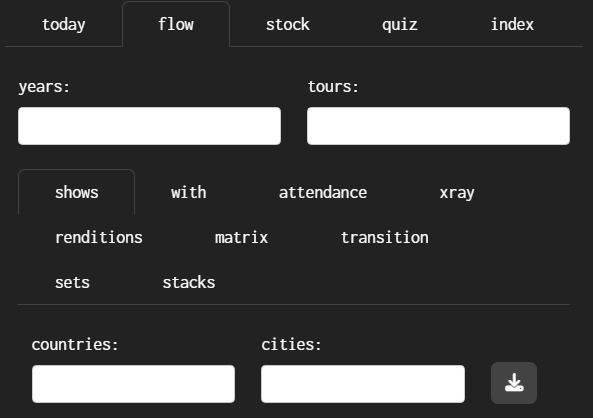 today flow stock quiz index
years: tours:
shows with attendance xray
renditions matrix transition
sets stacks
countries: cities: